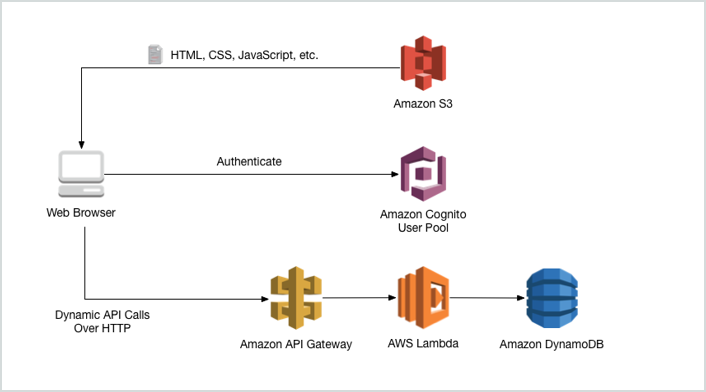 HTML, CSS, JavaScript, etc.
Amazon S3
Authenticate
Web Browser
Amazon Cognito
User Pool
Dynamic API Calls
Over HTTP
Amazon API Gateway
AWS Lambda
Amazon DynamoDB